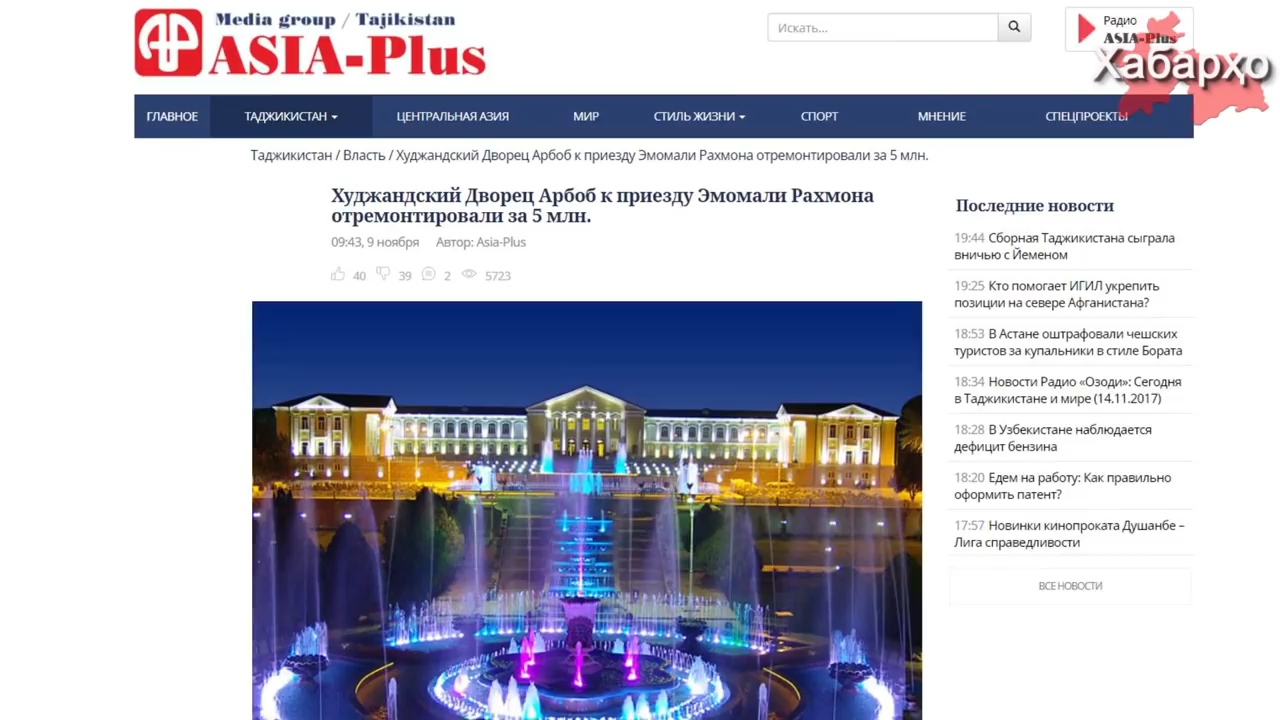 Media group / Tajikistan
ASIA-Plus
Искать...
Радио
ASIA-Plus
Хабарҳо
ГЛАВНОЕ
ТАДЖИКИСТАН
ЦЕНТРАЛЬНАЯ АЗИЯ
МИР
СТИЛЬ ЖИЗНИ
СПОРТ
МНЕНИЕ
СПЕЦПРОЕКТЫ
Таджикистан / Власть / Худжандский Дворец Арбоб к приезду Эмомали Рахмона отремонтировали за 5 млн.
Худжандский Дворец Арбоб к приезду Эмомали Рахмона
отремонтировали за 5 млн.
09:43, 9 ноября Автор: Asia-Plus
40 39 2 5723
Последние новости
19:44 Сборная Таджикистана сыграла
вничью с Йеменом
19:25 Кто помогает ИГИЛ укрепить
позиции на севере Афганистана?
18:53 В Астане оштрафовали чешских
туристов за купальники в стиле Бората
18:34 Новости Радио «Озоди»: Сегодня
в Таджикистане и мире (14.11.2017)
18:28 В Узбекистане наблюдается
дефицит бензина
18:20 Едем на работу: Как правильно
оформить патент?
17:57 Новинки кинопроката Душанбе –
Лига справедливости
ВСЕ НОВОСТИ